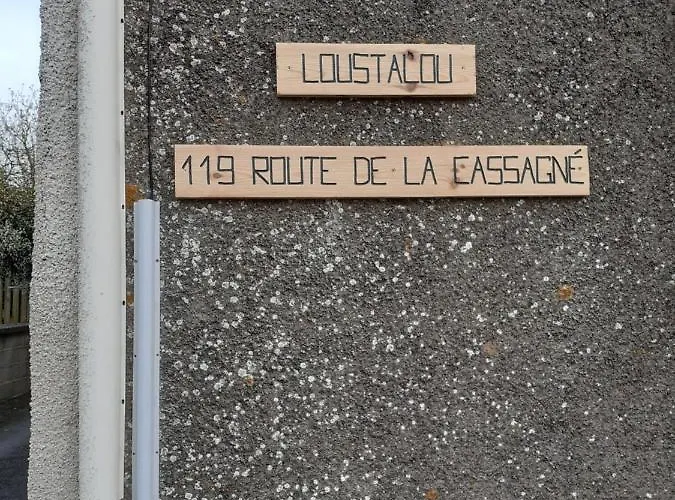 LOUSTALOU
119 ROUTE DE LA CASSAGNÉ